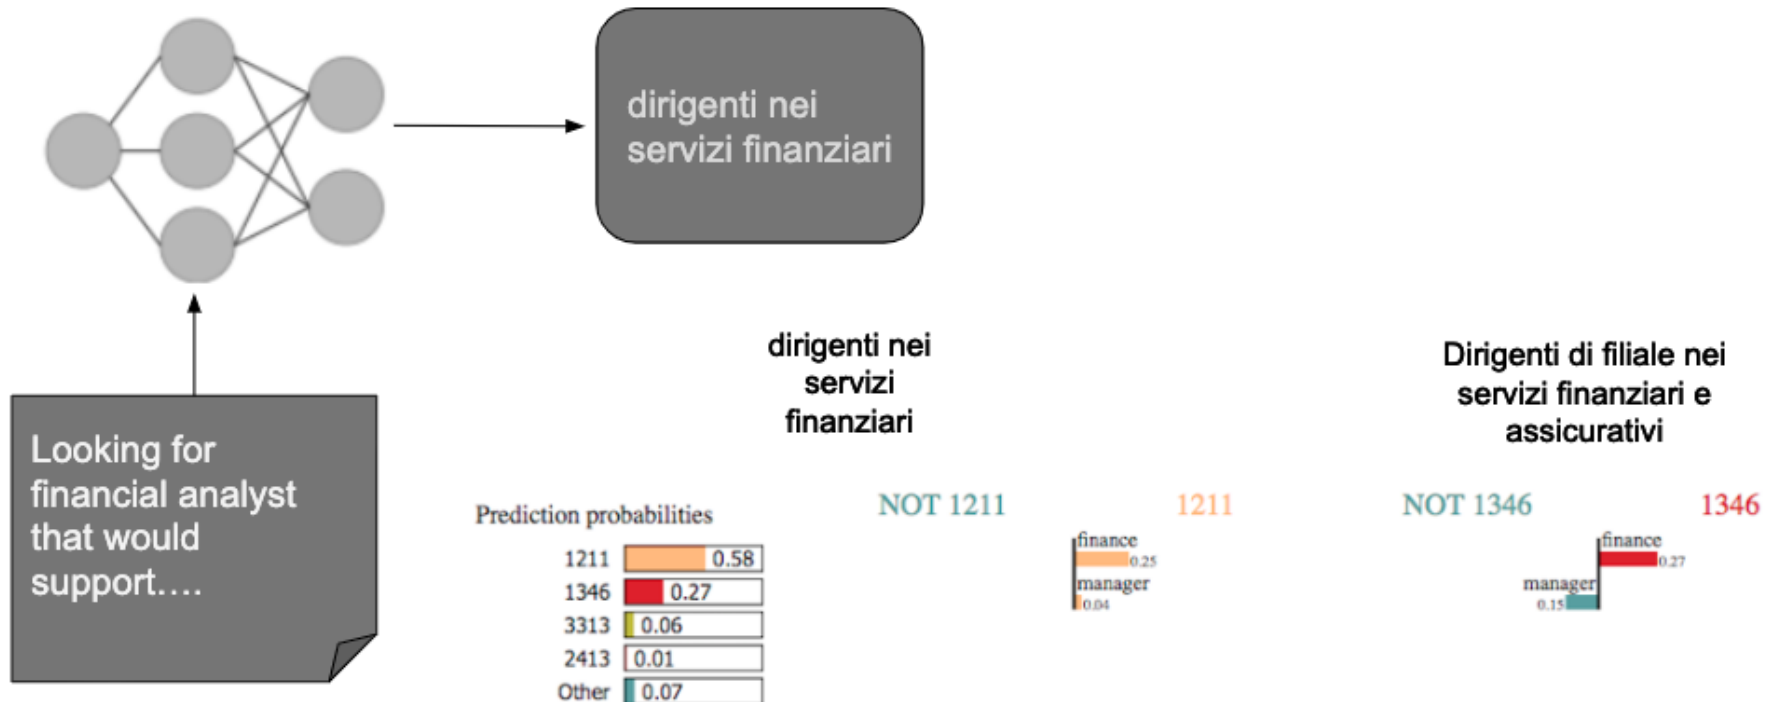 dirigenti nei
servizi finanziari
Looking for
financial analyst
that would
support....
dirigenti nei
servizi
finanziari
Dirigenti di filiale nei
servizi finanziari e
assicurativi
Prediction probabilities
1211 0.58
1346 0.27
3313 0.06
2413 0.01
Other 0.07
NOT 1211 1211
finance
0.25
manager
0.04
NOT 1346 1346
finance
0.27
manager
0.15